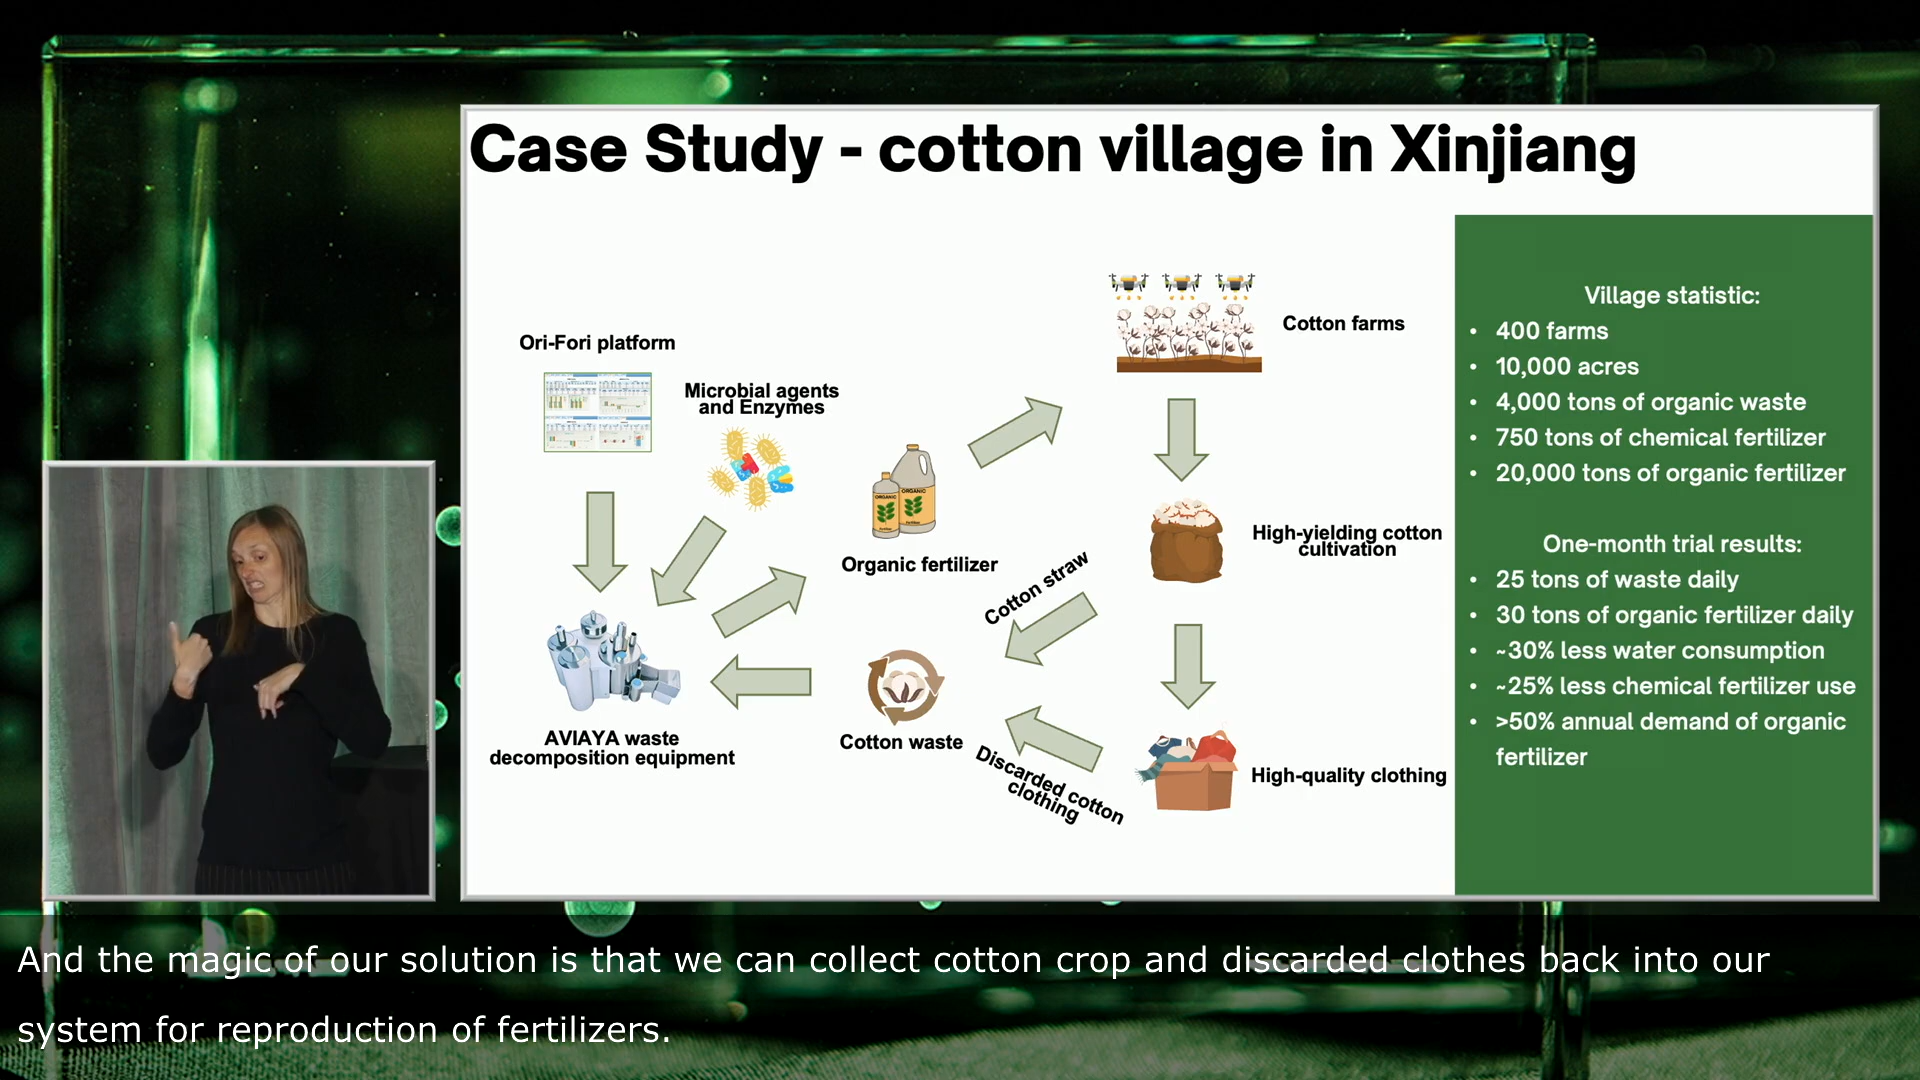 Case Study - cotton village in Xinjiang
Ori-Fori platform
Microbial agents
and Enzymes
Organic fertilizer
ORGANIC
Fertilizer
ORGANIC
Fertilizer
Cotton farms
High-yielding cotton
cultivation
Cotton straw
AVIAYA waste
decomposition equipment
Cotton waste
Discarded cotton
clothing
High-quality clothing
Village statistic:
• 400 farms
• 10,000 acres
• 4,000 tons of organic waste
• 750 tons of chemical fertilizer
• 20,000 tons of organic fertilizer
One-month trial results:
• 25 tons of waste daily
• 30 tons of organic fertilizer daily
• ~30% less water consumption
• ~25% less chemical fertilizer use
• >50% annual demand of organic
fertilizer
And the magic of our solution is that we can collect cotton crop and discarded clothes back into our
system for reproduction of fertilizers.